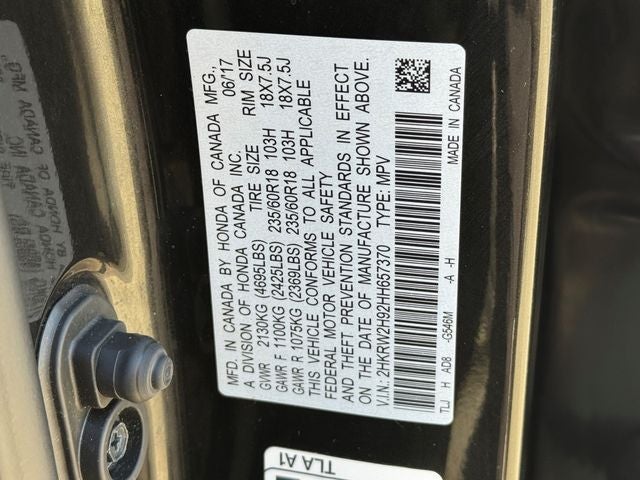 MFD. IN CANADA BY HONDA OF CANADA MFG.,
A DIVISION OF HONDA CANADA INC. 06/17
TIRE SIZE RIM SIZE
GVWR 2130KG (4695LBS)
GAWR F 1100KG (2425LBS) 235/60R18 103H 18X7.5J
GAWR R 1075KG (2369LBS) 235/60R18 103H 18X7.5J
THIS VEHICLE CONFORMS TO ALL APPLICABLE
FEDERAL MOTOR VEHICLE SAFETY
AND THEFT PREVENTION STANDARDS IN EFFECT
ON THE DATE OF MANUFACTURE SHOWN ABOVE.
V.I.N.: 2HKRW2H92HH657370 TYPE: MPV
TLJ H AD8 -G546M -A -H MADE IN CANADA
TLA A1